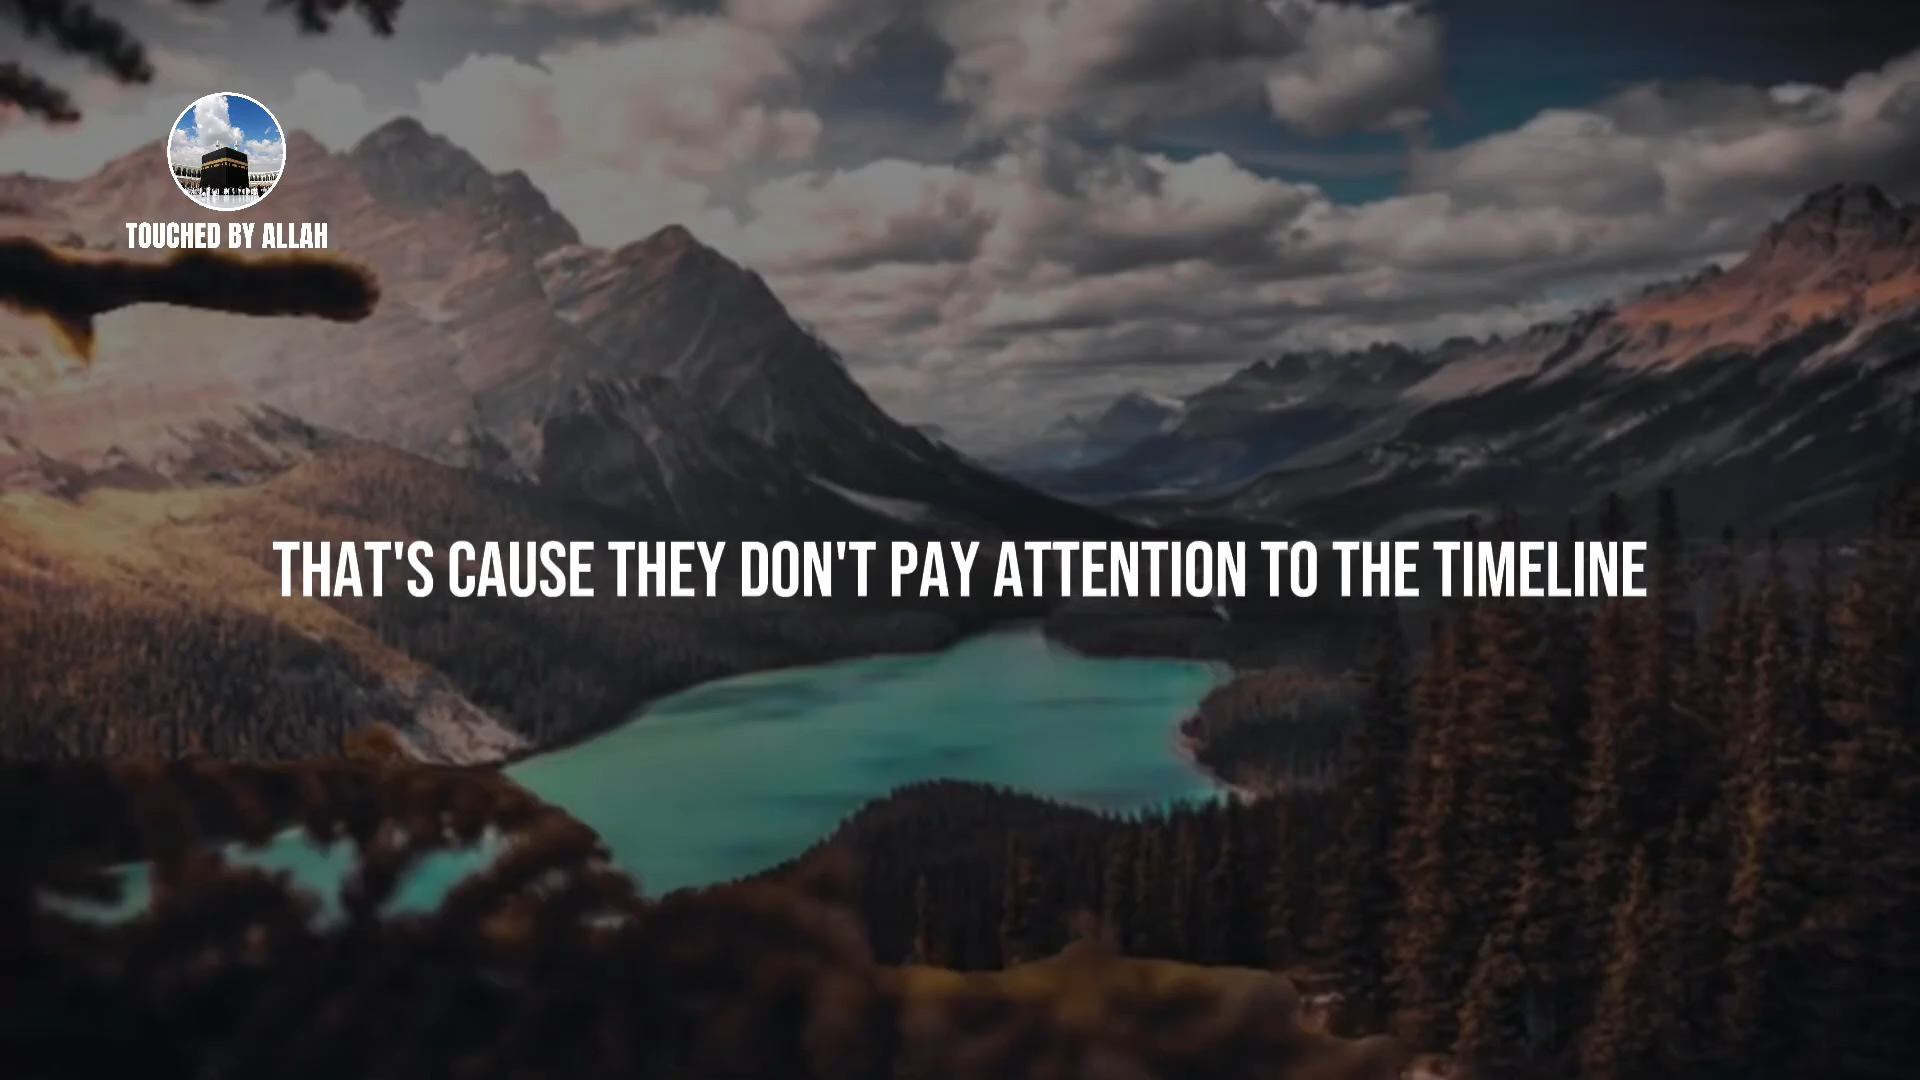 TOUCHED BY ALLAH
THAT'S CAUSE THEY DON'T PAY ATTENTION TO THE TIMELINE